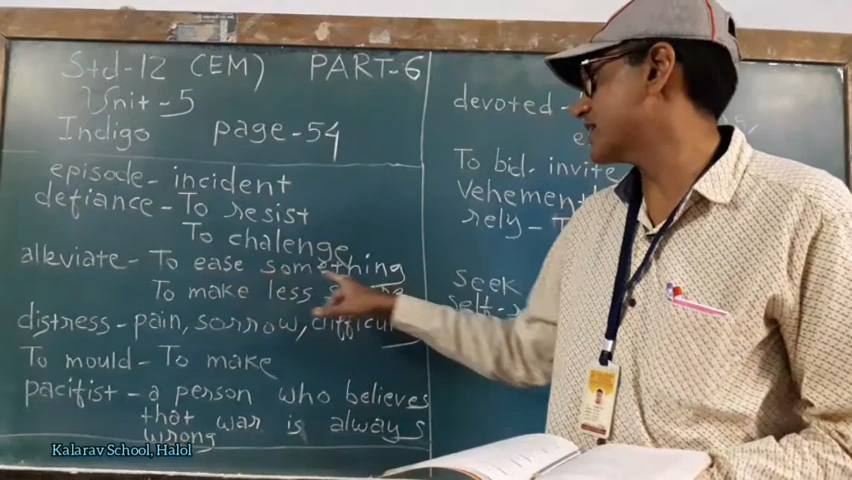 Std-12 (EM) PART-6
Unit-5
Indigo page-54
episode- incident
defiance- To resist
To chalenge
alleviate- To ease something
To make less
distress- pain, sorrow,
To mould- To make
pacifist- a person who believes
that war is always
wrong
devoted-
To bid- invite
Vehement
rely-
seek
self-
Kalarav School, Halol